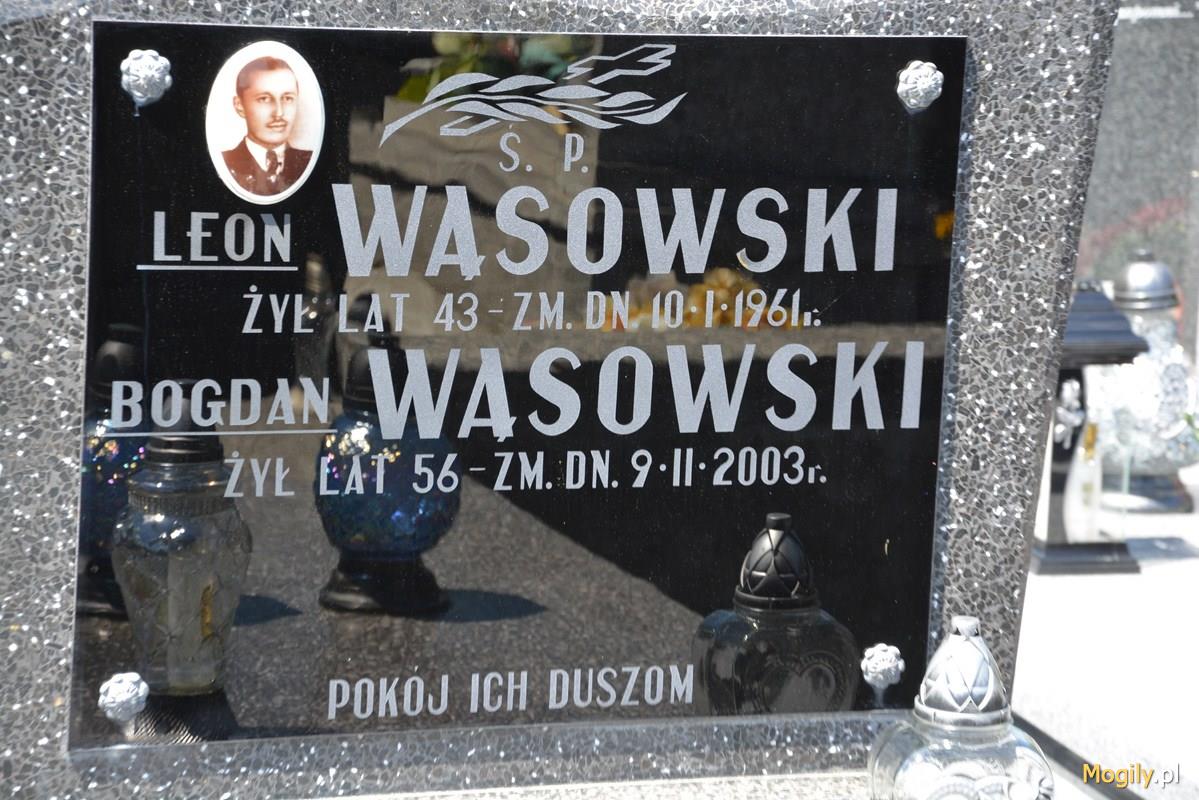 Ś. P.
LEON WĄSOWSKI
ŻYŁ LAT 43 - ZM. DN 10·I·1961r.
BOGDAN WĄSOWSKI
ŻYŁ LAT 56 - ZM. DN. 9·II·2003r.
POKÓJ ICH DUSZOM
Mogily.pl